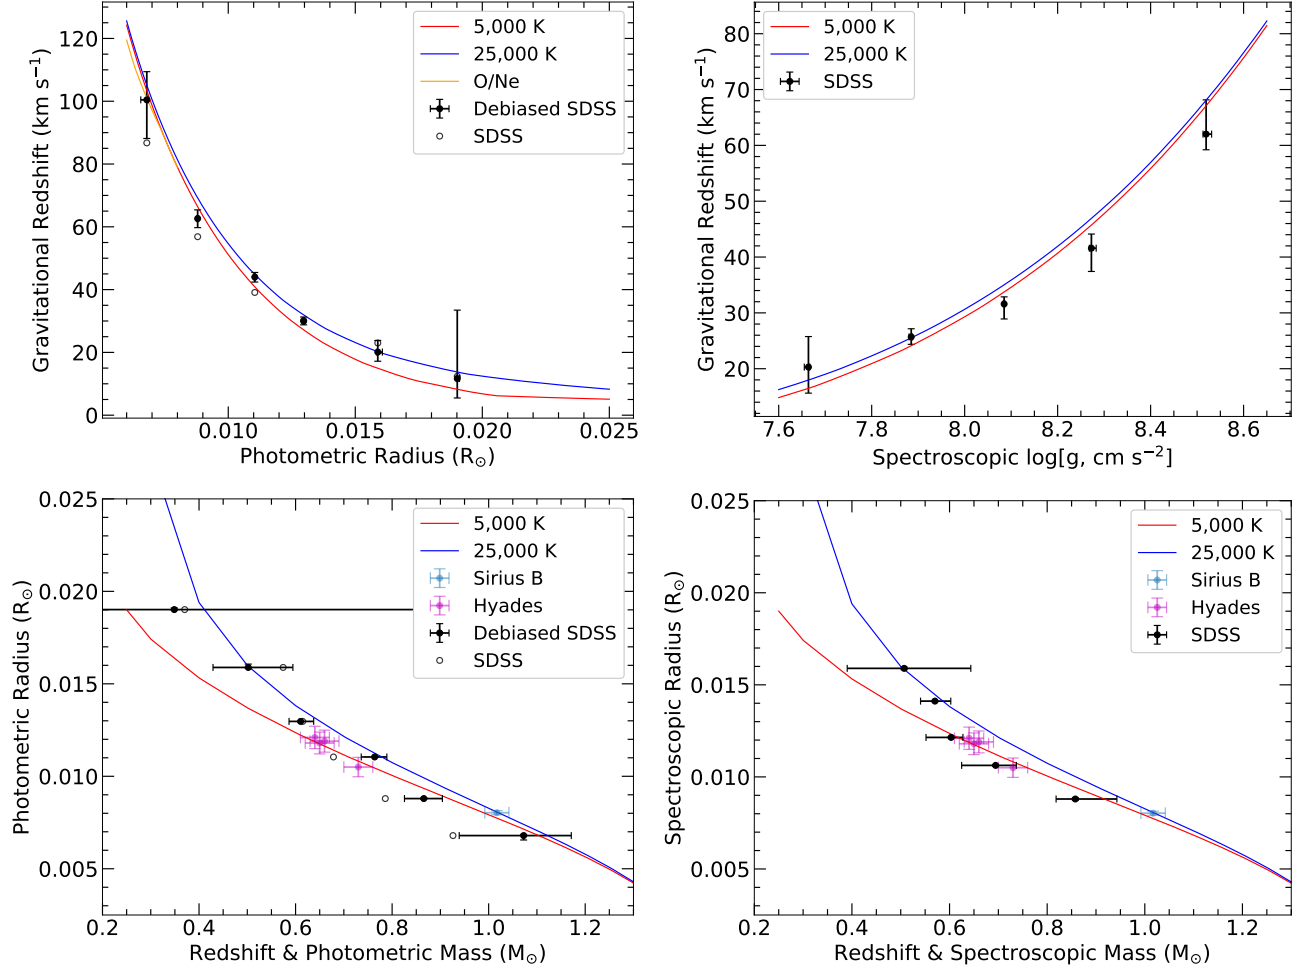 5,000 K
25,000 K
O/Ne
Debiased SDSS
SDSS
120
100
80
60
40
20
0
0.010 0.015 0.020 0.025
Gravitational Redshift (km s⁻¹)
Photometric Radius (R⊙)
5,000 K
25,000 K
SDSS
80
70
60
50
40
30
20
7.6 7.8 8.0 8.2 8.4 8.6
Gravitational Redshift (km s⁻¹)
Spectroscopic log[g, cm s⁻²]
5,000 K
25,000 K
Sirius B
Hyades
Debiased SDSS
SDSS
0.025
0.020
0.015
0.010
0.005
0.2 0.4 0.6 0.8 1.0 1.2
Photometric Radius (R⊙)
Redshift & Photometric Mass (M⊙)
5,000 K
25,000 K
Sirius B
Hyades
SDSS
0.025
0.020
0.015
0.010
0.005
0.2 0.4 0.6 0.8 1.0 1.2
Spectroscopic Radius (R⊙)
Redshift & Spectroscopic Mass (M⊙)